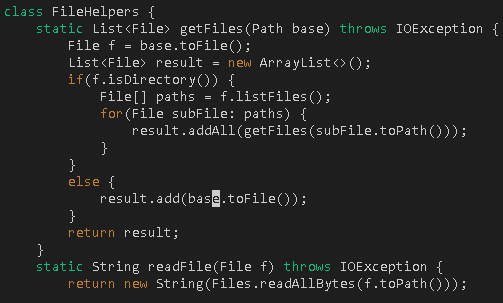 class FileHelpers {
    static List<File> getFiles(Path base) throws IOException {
        File f = base.toFile();
        List<File> result = new ArrayList<>();
        if(f.isDirectory()) {
            File[] paths = f.listFiles();
            for(File subFile: paths) {
                result.addAll(getFiles(subFile.toPath()));
            }
        }
        else {
            result.add(base.toFile());
        }
        return result;
    }
    static String readFile(File f) throws IOException {
        return new String(Files.readAllBytes(f.toPath()));